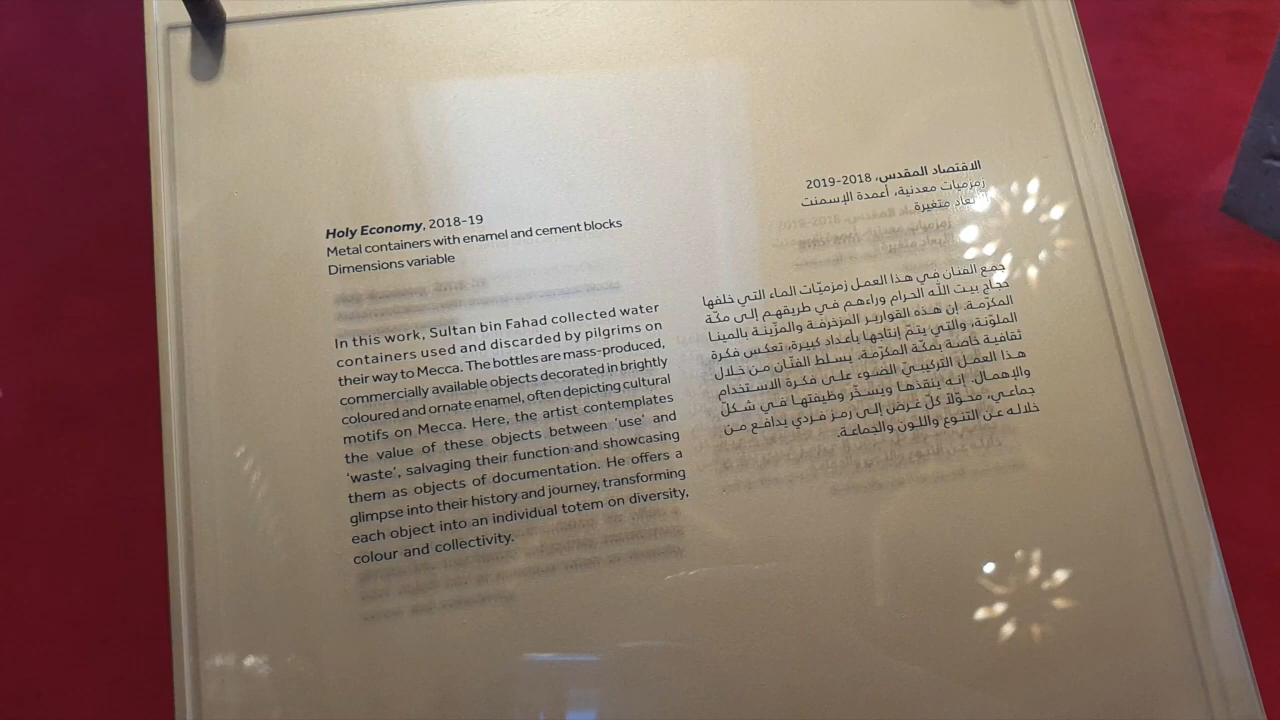 Holy Economy, 2018-19
Metal containers with enamel and cement blocks
Dimensions variable
In this work, Sultan bin Fahad collected water
containers used and discarded by pilgrims on
their way to Mecca. The bottles are mass-produced,
commercially available objects decorated in brightly
coloured and ornate enamel, often depicting cultural
motifs on Mecca. Here, the artist contemplates
the value of these objects between ‘use’ and
‘waste’, salvaging their function and showcasing
them as objects of documentation. He offers a
glimpse into their history and journey, transforming
each object into an individual totem on diversity,
colour and collectivity.
الاقتصاد المقدس، 2018-2019
زمزميات معدنية، أعمدة الإسمنت
أبعاد متغيرة
جمع الفنان في هذا العمل زمزميّات الماء التي خلفها
حجاج بيت الله الحرام وراءهم في طريقهم إلى مكّة
المكرّمة. إن هذه القوارير المزخرفة والمزّينة بالمينا
الملوّنة، والتي يتمّ إنتاجها بأعداد كبيرة، تعكس فكرة
ثقافية خاصة بمكّة المكرّمة. يسلط الفنّان من خلال
هذا العمل التركيبيّ الضوء على فكرة الاستخدام
والإهمال. إنه ينقذها ويسخّر وظيفتها في شكل
جماعي، محوّلاً كلّ غرض إلى رمز فردي يدافع من
خلاله عن التنوع واللون والجماعة.